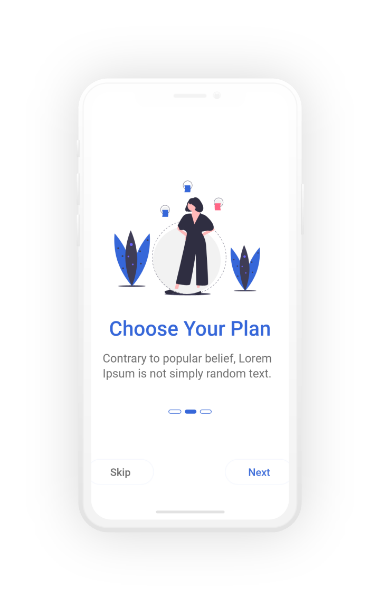 Choose Your Plan
Contrary to popular belief, Lorem
Ipsum is not simply random text.
Skip
Next